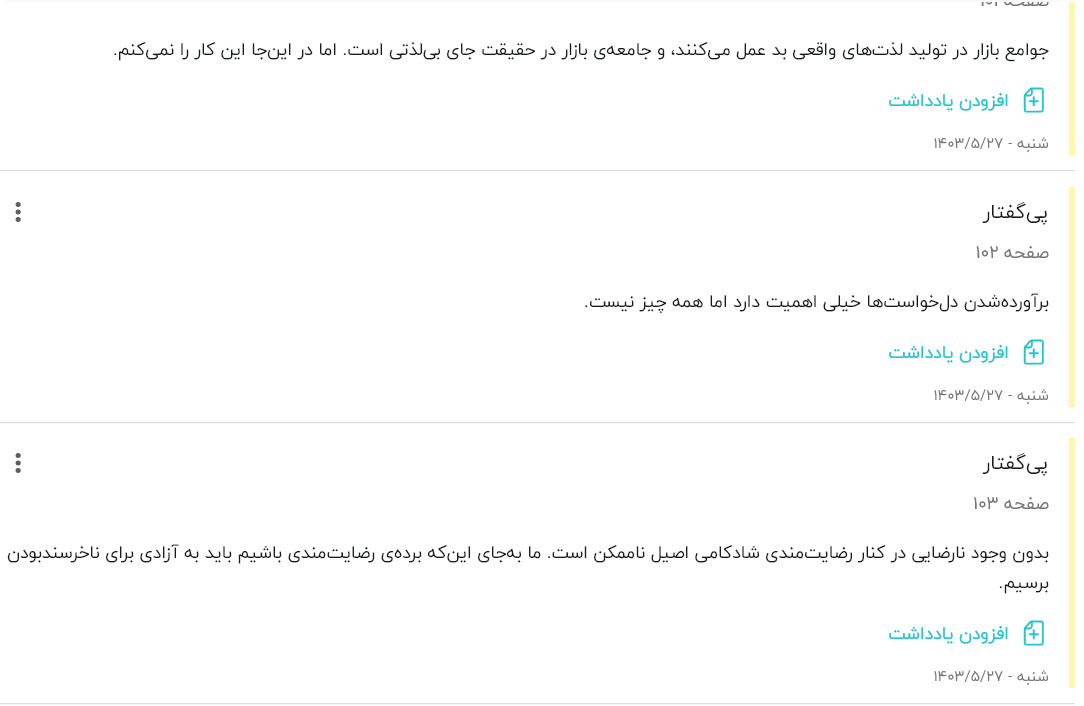 صفحه ۱۰۲
جوامع بازار در تولید لذت‌های واقعی بد عمل می‌کنند، و جامعه‌ی بازار در حقیقت جای بی‌لذتی است. اما در این‌جا این کار را نمی‌کنم.
افزودن یادداشت
شنبه - ۱۴۰۳/۵/۲۷
پی‌گفتار
صفحه ۱۰۲
برآورده‌شدن دل‌خواست‌ها خیلی اهمیت دارد اما همه چیز نیست.
افزودن یادداشت
شنبه - ۱۴۰۳/۵/۲۷
پی‌گفتار
صفحه ۱۰۳
بدون وجود نارضایی در کنار رضایت‌مندی شادکامی اصیل ناممکن است. ما به‌جای این‌که برده‌ی رضایت‌مندی باشیم باید به آزادی برای ناخرسندبودن
برسیم.
افزودن یادداشت
شنبه - ۱۴۰۳/۵/۲۷